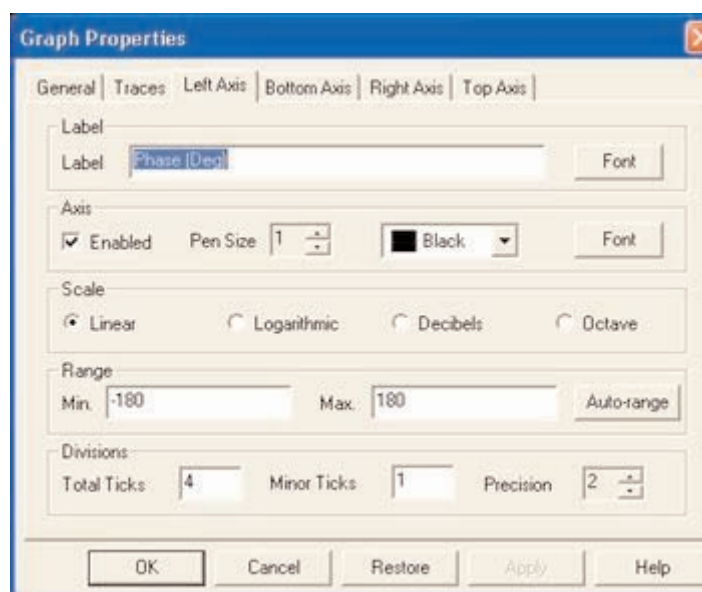 Graph Properties
General Traces Left Axis Bottom Axis Right Axis Top Axis
Label
Label Phase (Deg) Font
Axis
Enabled Pen Size 1 Black Font
Scale
Linear Logarithmic Decibels Octave
Range
Min. -180 Max. 180 Auto-range
Divisions
Total Ticks 4 Minor Ticks 1 Precision 2
OK Cancel Restore Apply Help